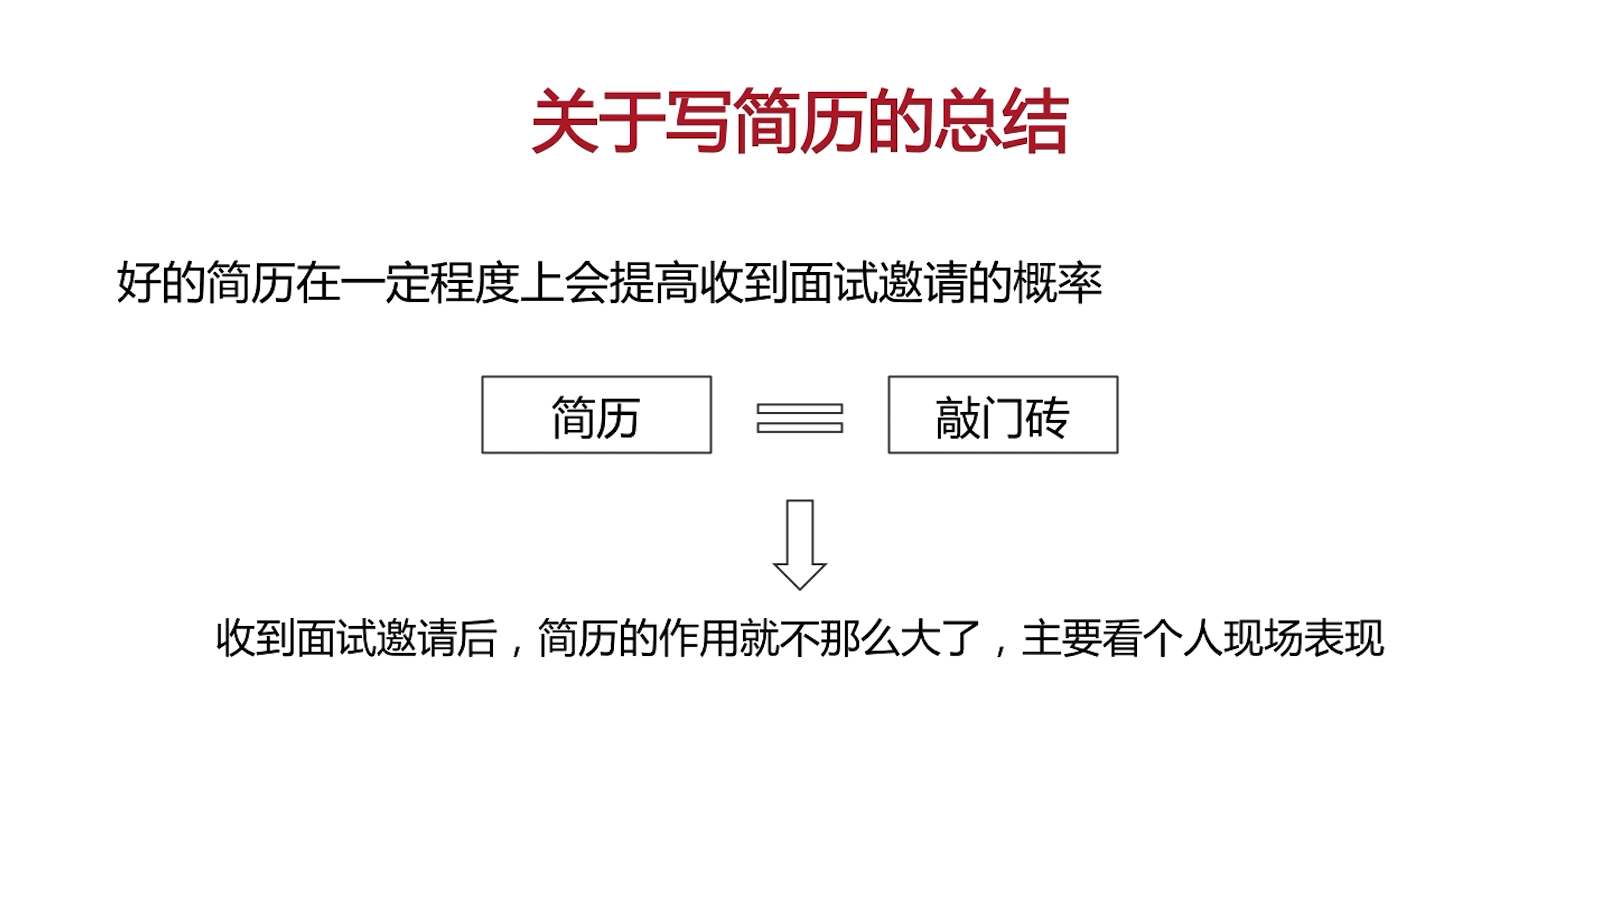 关于写简历的总结
好的简历在一定程度上会提高收到面试邀请的概率
简历
敲门砖
收到面试邀请后，简历的作用就不那么大了，主要看个人现场表现